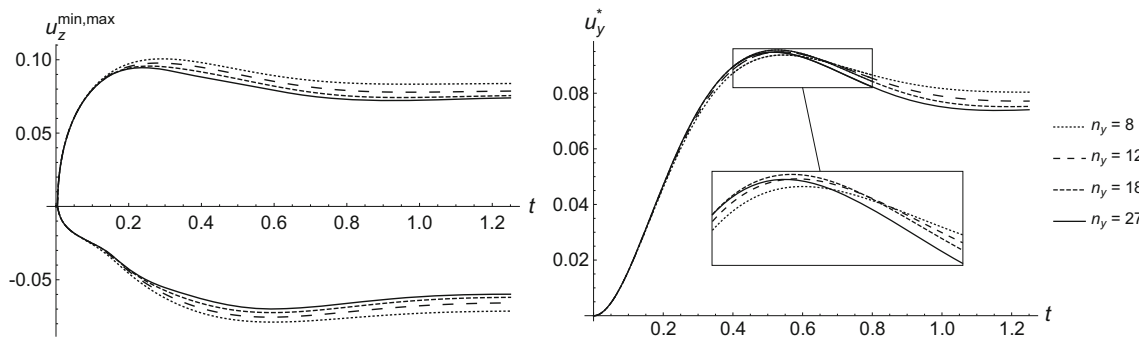 u_z^min,max
0.10
0.05
0.2 0.4 0.6 0.8 1.0 1.2 t
-0.05
u_y^*
0.08
0.06
0.04
0.02
0.2 0.4 0.6 0.8 1.0 1.2 t
n_y = 8
n_y = 12
n_y = 18
n_y = 27